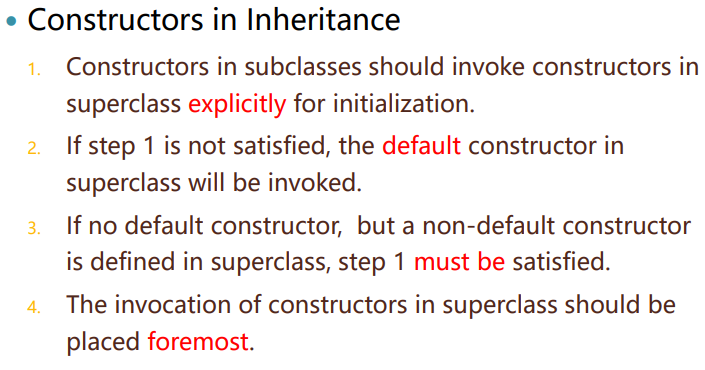 • Constructors in Inheritance
1. Constructors in subclasses should invoke constructors in
superclass explicitly for initialization.
2. If step 1 is not satisfied, the default constructor in
superclass will be invoked.
3. If no default constructor, but a non-default constructor
is defined in superclass, step 1 must be satisfied.
4. The invocation of constructors in superclass should be
placed foremost.